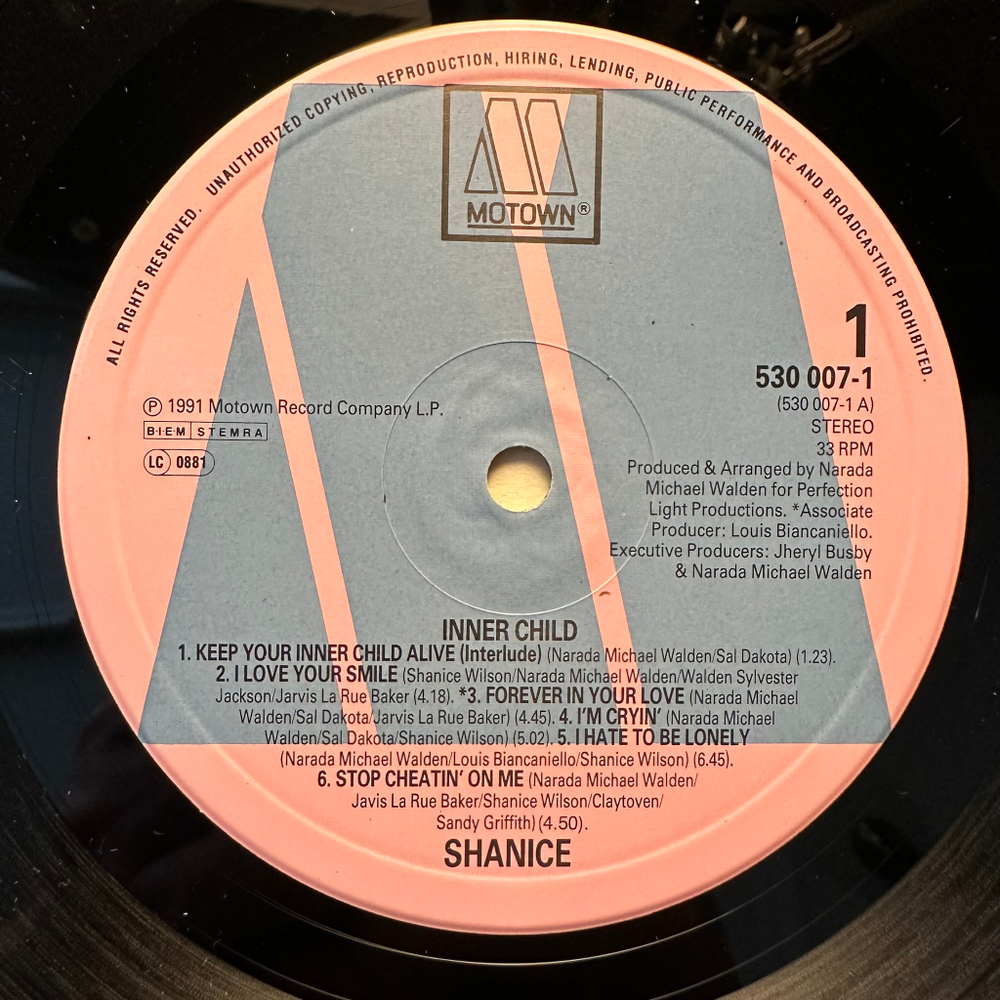 ALL RIGHTS RESERVED. UNAUTHORIZED COPYING, REPRODUCTION, HIRING, LENDING, PUBLIC PERFORMANCE AND BROADCASTING PROHIBITED.
MOTOWN®
1
530 007-1
(530 007-1 A)
STEREO
33 RPM
℗ 1991 Motown Record Company L.P.
BIEM STEMRA
LC 0881
Produced & Arranged by Narada
Michael Walden for Perfection
Light Productions. *Associate
Producer: Louis Biancaniello.
Executive Producers: Jheryl Busby
& Narada Michael Walden
INNER CHILD
1. KEEP YOUR INNER CHILD ALIVE (Interlude) (Narada Michael Walden/Sal Dakota) (1.23).
2. I LOVE YOUR SMILE (Shanice Wilson/Narada Michael Walden/Walden Sylvester
Jackson/Jarvis La Rue Baker (4.18). *3. FOREVER IN YOUR LOVE (Narada Michael
Walden/Sal Dakota/Jarvis La Rue Baker) (4.45). 4. I'M CRYIN' (Narada Michael
Walden/Sal Dakota/Shanice Wilson) (5.02). 5. I HATE TO BE LONELY
(Narada Michael Walden/Louis Biancaniello/Shanice Wilson) (6.45).
6. STOP CHEATIN' ON ME (Narada Michael Walden/
Javis La Rue Baker/Shanice Wilson/Claytoven/
Sandy Griffith) (4.50).
SHANICE